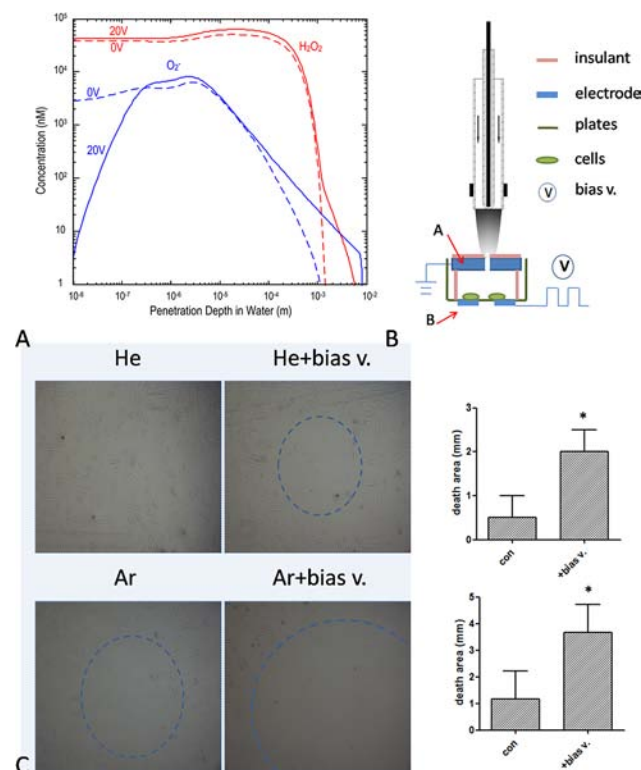 10⁵
10⁴
10³
10²
10
1
Concentration (nM)
20V
0V
H₂O₂
O₂⁻
0V
20V
10⁻⁸
10⁻⁷
10⁻⁶
10⁻⁵
10⁻⁴
10⁻³
10⁻²
Penetration Depth in Water (m)
insulant
electrode
plates
cells
V
bias v.
A
V
B
A
B
He
He+bias v.
3
2
1
0
death area (mm)
*
con
+bias v.
Ar
Ar+bias v.
5
4
3
2
1
0
death area (mm)
*
con
+bias v.
C